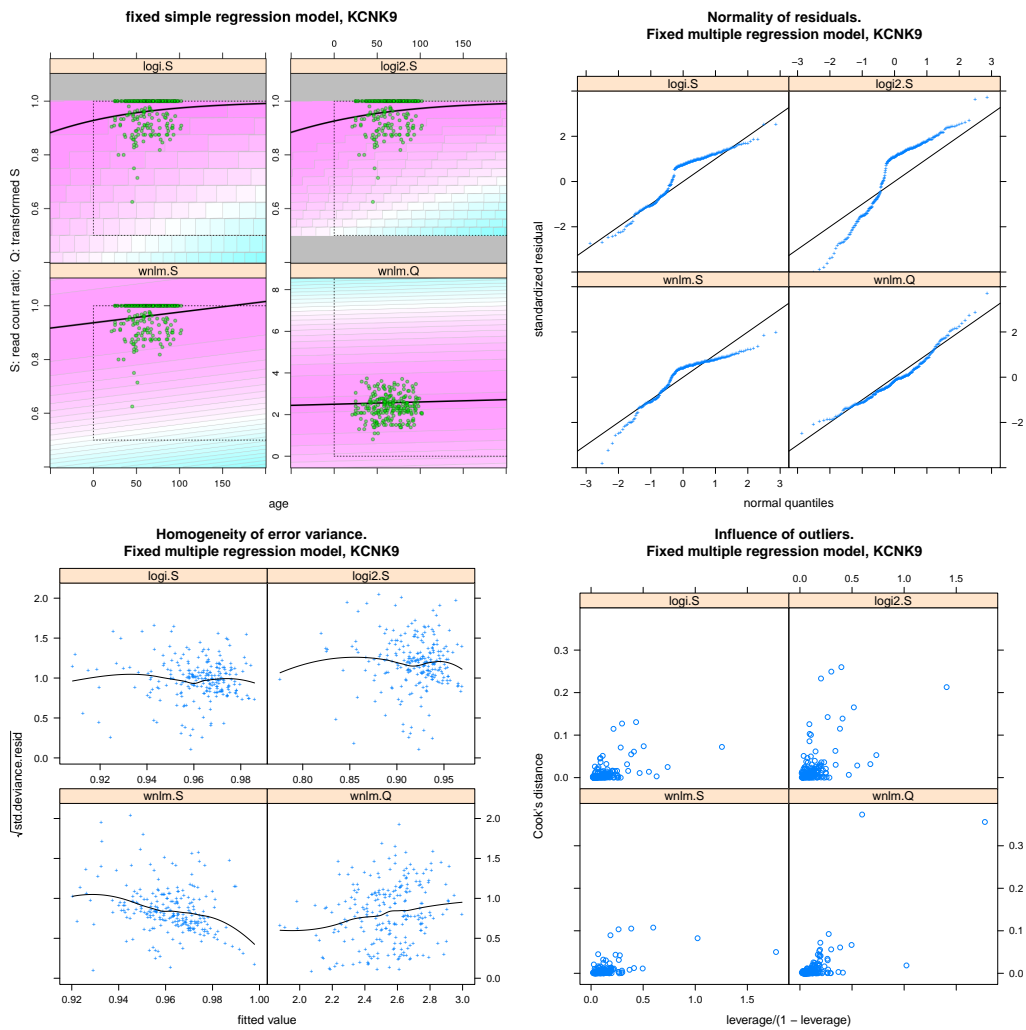 fixed simple regression model, KCNK9
0 50 100 150
logi.S
logi2.S
0.6 0.8 1.0
0.6 0.8 1.0
wnlm.S
wnlm.Q
0.6 0.8 1.0
0 2 4 6 8
0 50 100 150
S: read count ratio; Q: transformed S
age
Normality of residuals.
Fixed multiple regression model, KCNK9
−3 −2 −1 0 1 2 3
logi.S
logi2.S
−2 0 2
wnlm.S
wnlm.Q
−2 0 2
−3 −2 −1 0 1 2 3
standardized residual
normal quantiles
Homogeneity of error variance.
Fixed multiple regression model, KCNK9
logi.S
logi2.S
0.0 0.5 1.0 1.5 2.0
0.92 0.94 0.96 0.98
0.80 0.85 0.90 0.95
wnlm.S
wnlm.Q
0.0 0.5 1.0 1.5 2.0
0.92 0.94 0.96 0.98 1.00
2.0 2.2 2.4 2.6 2.8 3.0
√std.deviance.resid
fitted value
Influence of outliers.
Fixed multiple regression model, KCNK9
0.0 0.5 1.0 1.5
logi.S
logi2.S
0.0 0.1 0.2 0.3
wnlm.S
wnlm.Q
0.0 0.1 0.2 0.3
0.0 0.5 1.0 1.5
Cook's distance
leverage/(1 − leverage)